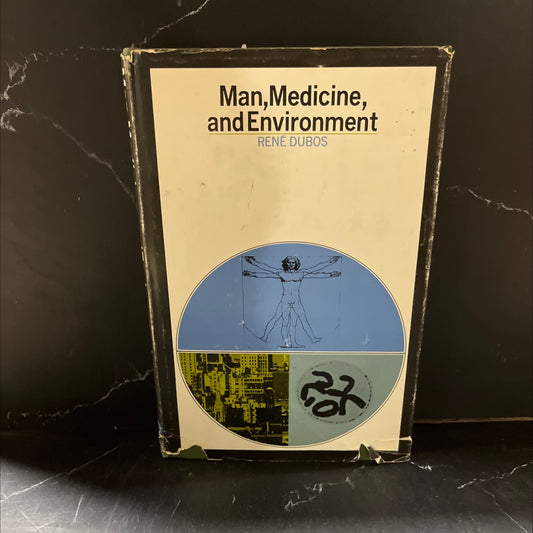 Man, Medicine,
and Environment
RENÉ DUBOS